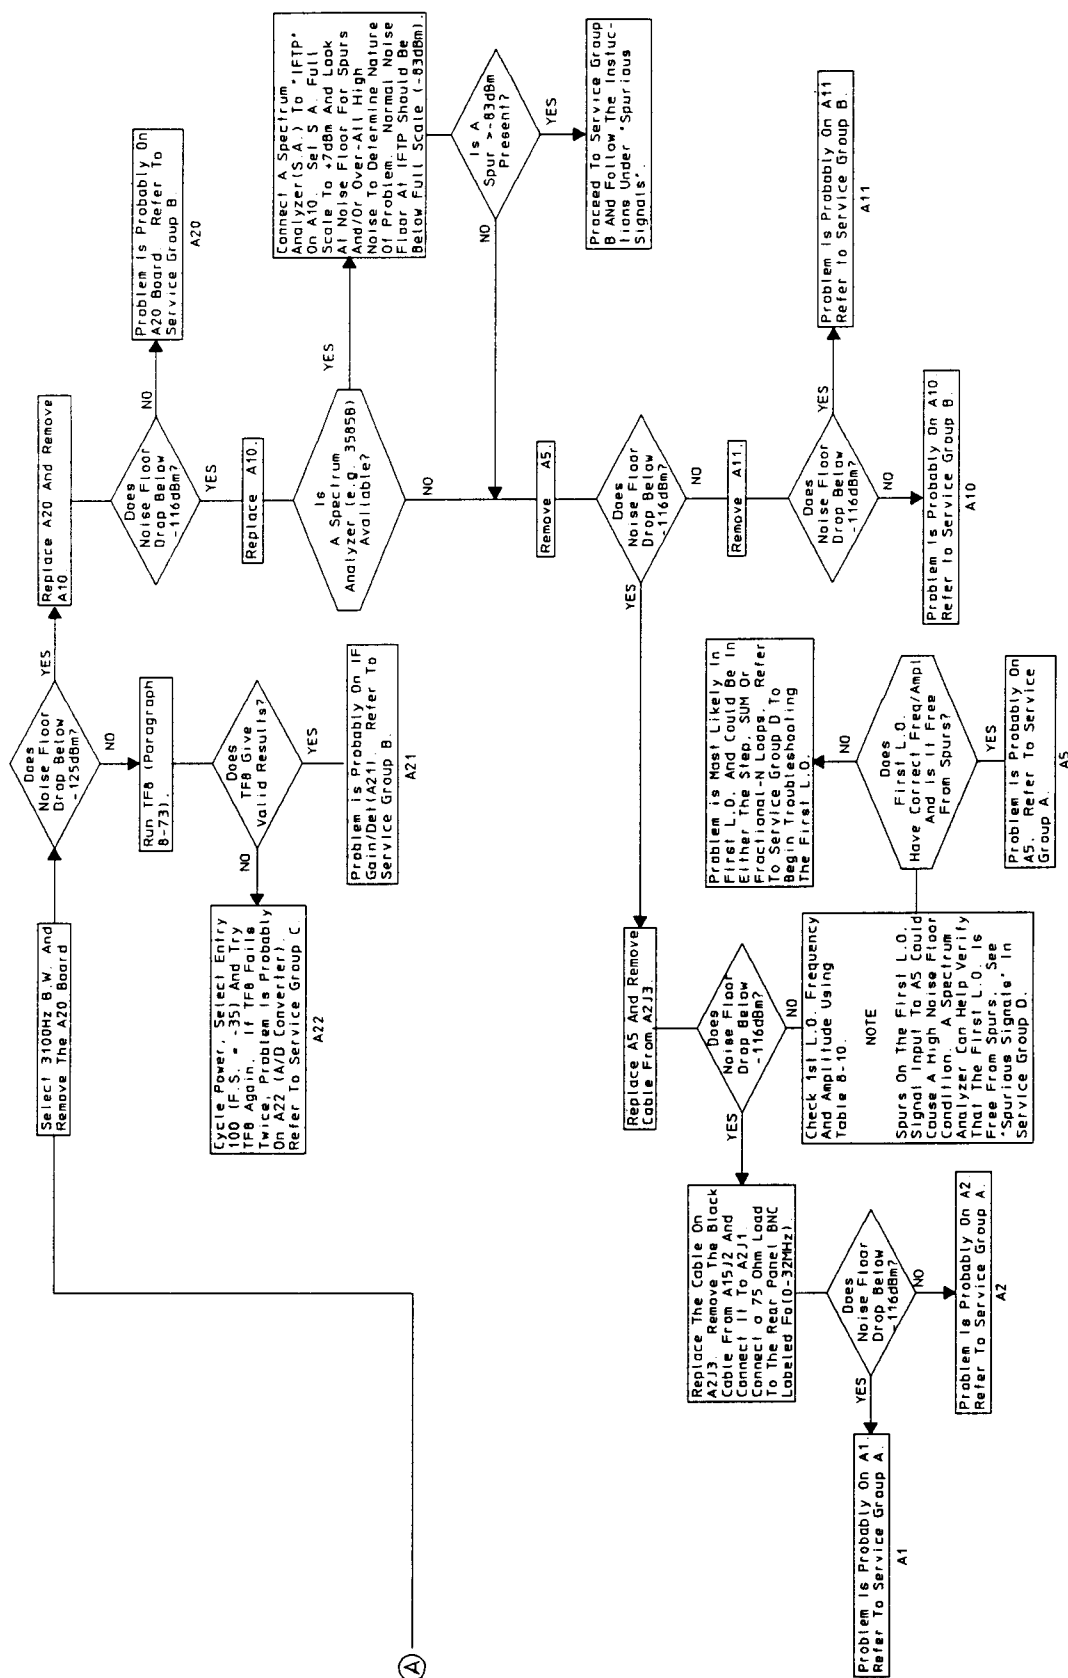 A
Select 3100Hz B.W. And
Remove The A20 Board
Does
Noise Floor
Drop Below
-125dBm?
YES
NO
Replace A20 And Remove
A10
Does
Noise Floor
Drop Below
-116dBm?
NO
YES
Problem Is Probably On
A20 Board. Refer To
Service Group B.
A20
Run TF8 (Paragraph
8-73).
Does
TF8 Give
Valid Results?
NO
YES
Cycle Power, Select Entry
100 (F.S. = -35) And Try
TF8 Again. If TF8 Fails
Twice, Problem is Probably
On A22 (A/D Converter).
Refer To Service Group C.
A22
Problem is Probably On IF
Gain/Det(A21). Refer To
Service Group B.
A21
Replace A10.
Is
A Spectrum
Analyzer (e.g. 3585B)
Available?
YES
NO
Connect A Spectrum
Analyzer(S.A.) To "IFTP"
On A10. Set S A. Full
Scale To +7dBm And Look
At Noise Floor For Spurs
And/Or Over-All High
Noise To Determine Nature
Of Problem. Normal Noise
Floor At IFTP Should Be
Below Full Scale (-83dBm).
Is A
Spur >-83dBm
Present?
NO
YES
Proceed To Service Group
B ANd Follow The Instuc-
tians Under "Spurious
Signals".
Remove A5.
Does
Noise Floor
Drop Below
-116dBm?
YES
NO
Remove A11.
Does
Noise Floor
Drop Below
-116dBm?
YES
NO
Problem is Probably On A11
Refer to Service Group B.
A11
Problem is Probably On A10
Refer to Service Group B.
A10
Replace A5 And Remove
Cable From A2J3.
Does
Noise Floor
Drop Below
-116dBm?
YES
NO
Check 1st L.O. Frequency
And Amplitude Using
Table 8-10.
NOTE
Spurs On The First L.O.
Signal Input To A5 Could
Cause A High Noise Floor
Condition. A Spectrum
Analyzer Can Help Verify
That The First L.O. Is
Free From Spurs. See
"Spurious Signals" In
Service Group D.
Does
First L.O.
Have Correct Freq/Ampl
And Is It Free
From Spurs?
NO
YES
Problem is Most Likely In
First L.O. And Could Be In
Either The Step, SUM Or
Fractional-N Loops. Refer
To Service Group D To
Begin Troubleshooting
The First L.O.
Problem is Probably On
A5. Refer To Service
Group A.
A5
Replace The Cable On
A2J3. Remove The Black
Cable From A15J2 And
Connect It To A2J1.
Connect a 75 Ohm Load
To The Rear Panel BNC
Labeled Fo(0-32MHz)
Does
Noise Floor
Drop Below
-116dBm?
YES
NO
Problem Is Probably On A1.
Refer To Service Group A.
A1
Problem Is Probably On A2
Refer To Service Group A.
A2